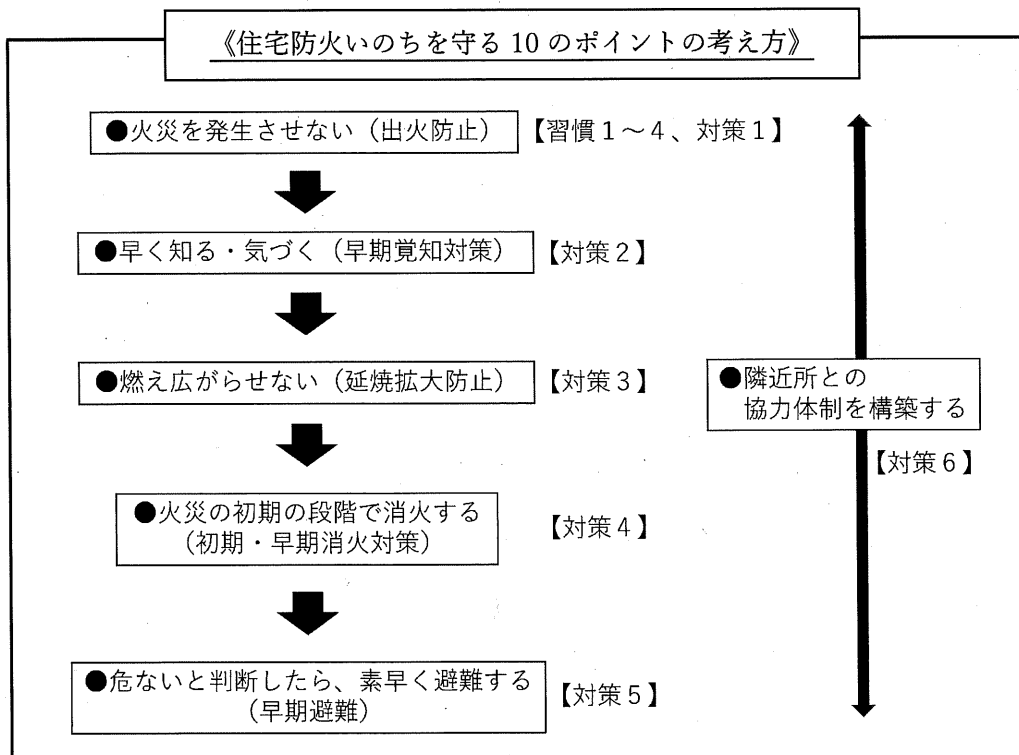 《住宅防火いのちを守る 10 のポイントの考え方》
●火災を発生させない（出火防止）
【習慣１～４、対策１】
●早く知る・気づく（早期覚知対策）
【対策２】
●燃え広がらせない（延焼拡大防止）
【対策３】
●隣近所との
協力体制を構築する
【対策６】
●火災の初期の段階で消火する
（初期・早期消火対策）
【対策４】
●危ないと判断したら、素早く避難する
（早期避難）
【対策５】